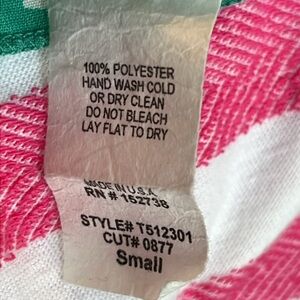 100% POLYESTER
HAND WASH COLD
OR DRY CLEAN
DO NOT BLEACH
LAY FLAT TO DRY
MADE IN U.S.A.
RN # 152738
STYLE# T512301
CUT# 0877
Small